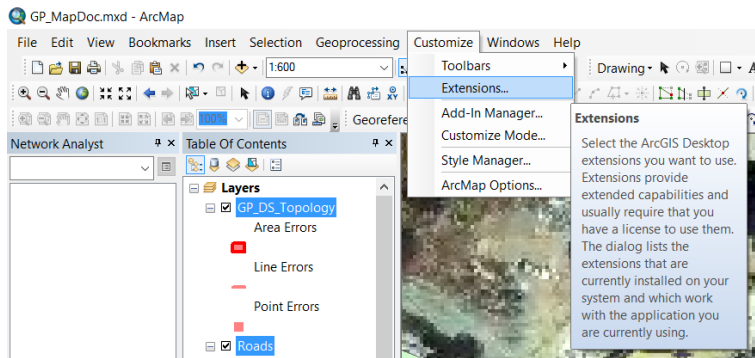 GP_MapDoc.mxd - ArcMap
File Edit View Bookmarks Insert Selection Geoprocessing Customize Windows Help
1:600
Toolbars
Drawing
Extensions...
Add-In Manager...
Customize Mode...
Style Manager...
ArcMap Options...
100%
Georefere
Network Analyst
Table Of Contents
Layers
GP_DS_Topology
Area Errors
Line Errors
Point Errors
Roads
Extensions
Select the ArcGIS Desktop
extensions you want to use.
Extensions provide
extended capabilities and
usually require that you
have a license to use them.
The dialog lists the
extensions that are
currently installed on your
system and which work
with the application you
are currently using.